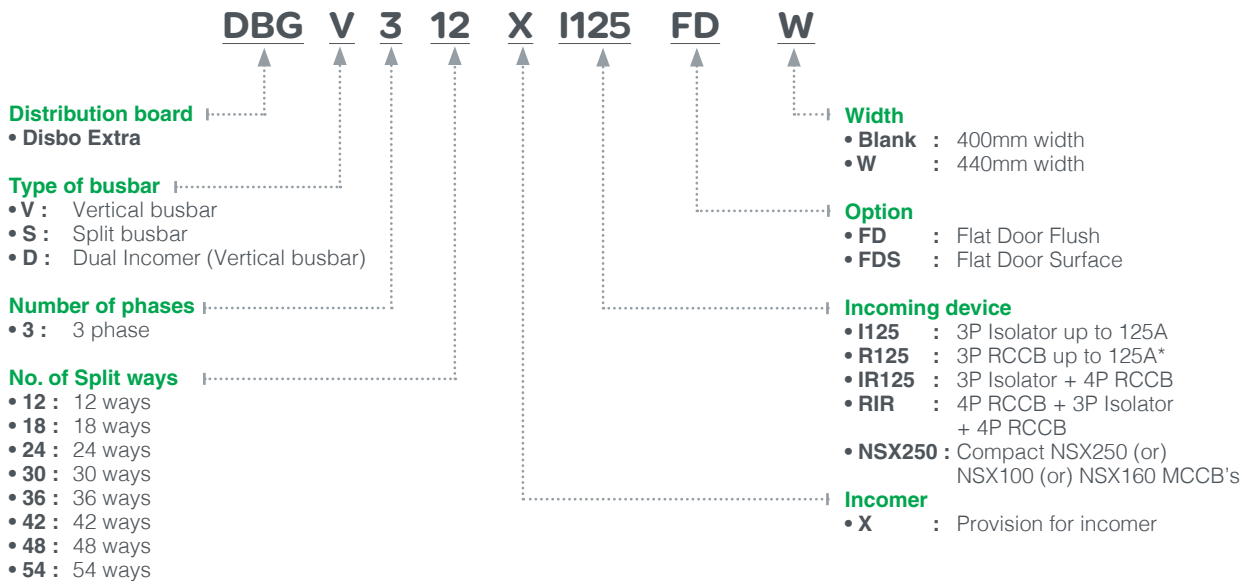 DBG V 3 12 X I125 FD W
Distribution board
• Disbo Extra
Type of busbar
• V : Vertical busbar
• S : Split busbar
• D : Dual Incomer (Vertical busbar)
Number of phases
• 3 : 3 phase
No. of Split ways
• 12 : 12 ways
• 18 : 18 ways
• 24 : 24 ways
• 30 : 30 ways
• 36 : 36 ways
• 42 : 42 ways
• 48 : 48 ways
• 54 : 54 ways
Width
• Blank : 400mm width
• W : 440mm width
Option
• FD : Flat Door Flush
• FDS : Flat Door Surface
Incoming device
• I125 : 3P Isolator up to 125A
• R125 : 3P RCCB up to 125A*
• IR125 : 3P Isolator + 4P RCCB
• RIR : 4P RCCB + 3P Isolator
+ 4P RCCB
• NSX250 : Compact NSX250 (or)
NSX100 (or) NSX160 MCCB's
Incomer
• X : Provision for incomer